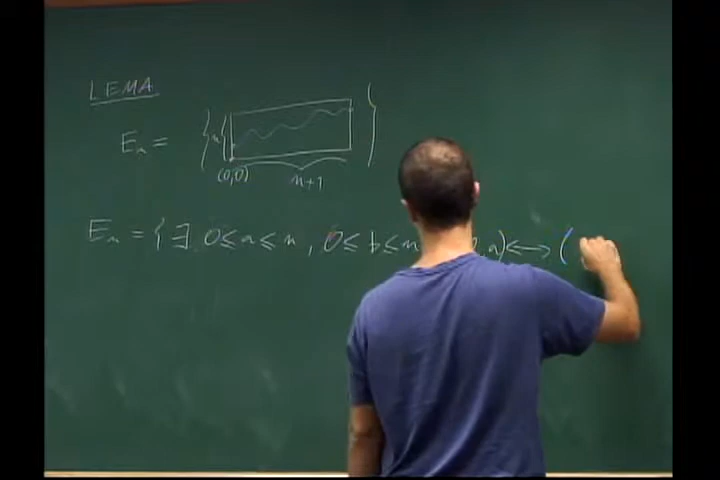 LEMA
Eₙ = { n { }
(0,0) n+1
Eₙ = { ∃ 0 ≤ a ≤ n , 0 ≤ b ≤ n , a) ⟷ (